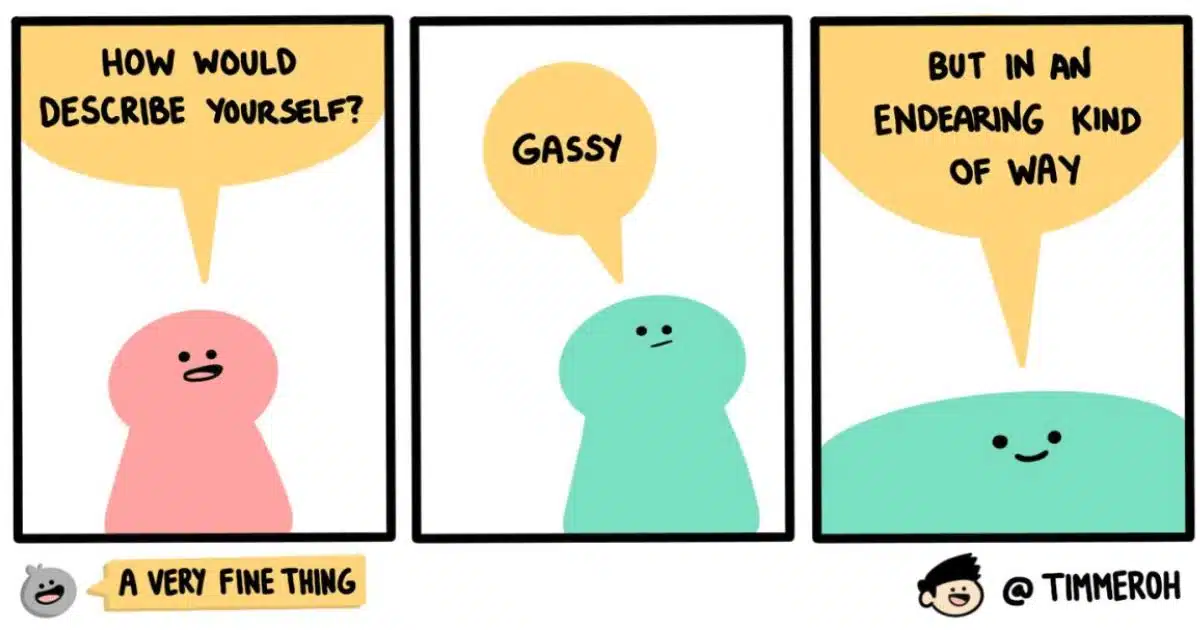 HOW WOULD
DESCRIBE YOURSELF?
GASSY
BUT IN AN
ENDEARING KIND
OF WAY
A VERY FINE THING
@ TIMMEROH